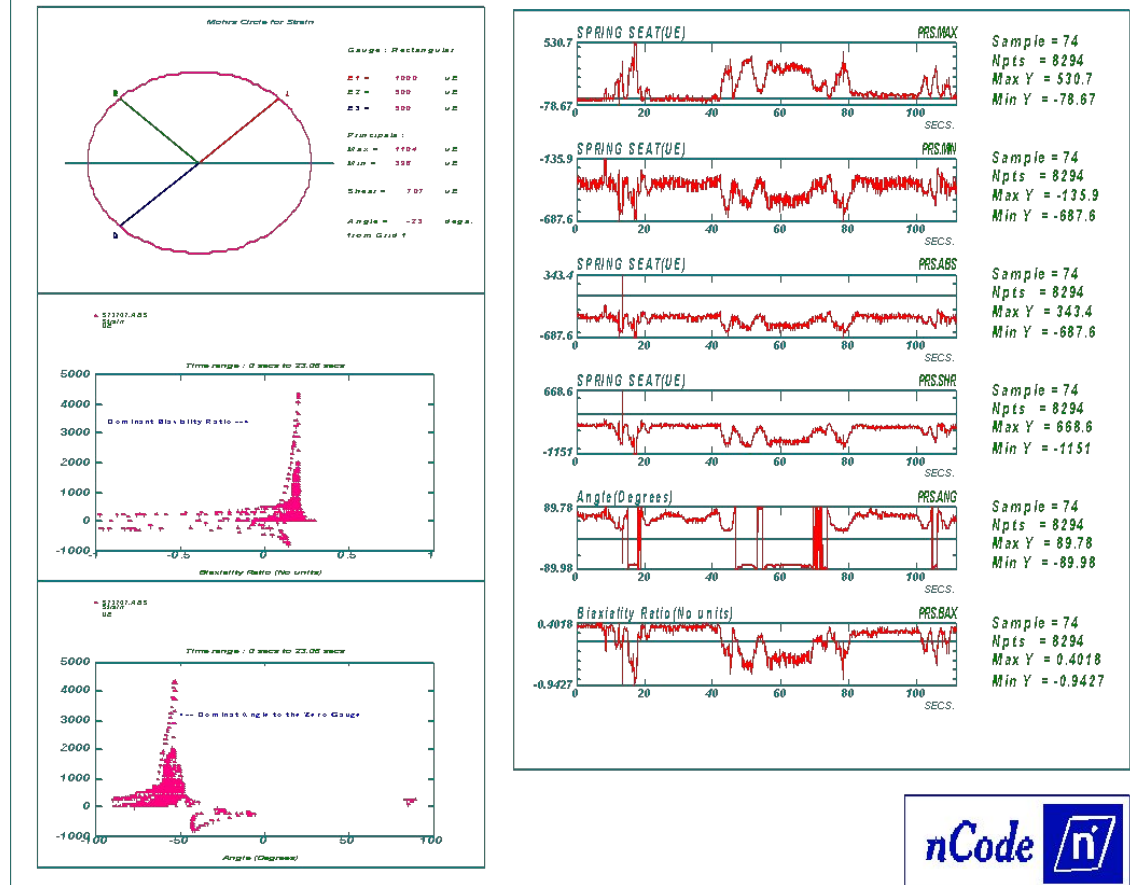 Mohrs Circle for Strain
Gauge : Rectangular
E1 = 1000 uE
E2 = 900 uE
E3 = 500 uE
Principals :
Max = 1104 uE
Min =
Shear = 707 uE
Angle = -23 degs.
from Grid 1
S73707.ABS
Strain
UE
Time range : 0 secs to 23.06 secs
5000
4000
3000
2000
1000
0
-1000
Dominant Biaxiality Ratio --->
-1 -0.5 0 0.5 1
Biaxiality Ratio (No units)
S73707.ABS
Strain
UE
Time range : 0 secs to 23.06 secs
5000
4000
3000
2000
1000
0
-1000
<--- Dominat Angle to the Zero Gauge
-100 -50 0 50 100
Angle (Degrees)
SPRING SEAT(UE) PRS.MAX
530.7
-78.67
0 20 40 60 80 100
SECS.
Sample = 74
Npts = 8294
Max Y = 530.7
Min Y = -78.67
SPRING SEAT(UE) PRS.MIN
-135.9
-687.6
0 20 40 60 80 100
SECS.
Sample = 74
Npts = 8294
Max Y = -135.9
Min Y = -687.6
SPRING SEAT(UE) PRS.ABS
343.4
-687.6
0 20 40 60 80 100
SECS.
Sample = 74
Npts = 8294
Max Y = 343.4
Min Y = -687.6
SPRING SEAT(UE) PRS.SHR
668.6
-1151
0 20 40 60 80 100
SECS.
Sample = 74
Npts = 8294
Max Y = 668.6
Min Y = -1151
Angle(Degrees) PRS.ANG
89.78
-89.98
0 20 40 60 80 100
SECS.
Sample = 74
Npts = 8294
Max Y = 89.78
Min Y = -89.98
Biaxiality Ratio(No units) PRS.BAX
0.4018
-0.9427
0 20 40 60 80 100
SECS.
Sample = 74
Npts = 8294
Max Y = 0.4018
Min Y = -0.9427
nCode n